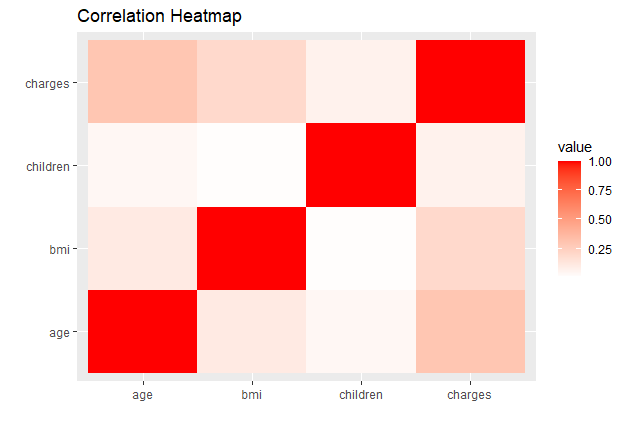 Correlation Heatmap
charges
children
bmi
age
age bmi children charges
value
1.00
0.75
0.50
0.25